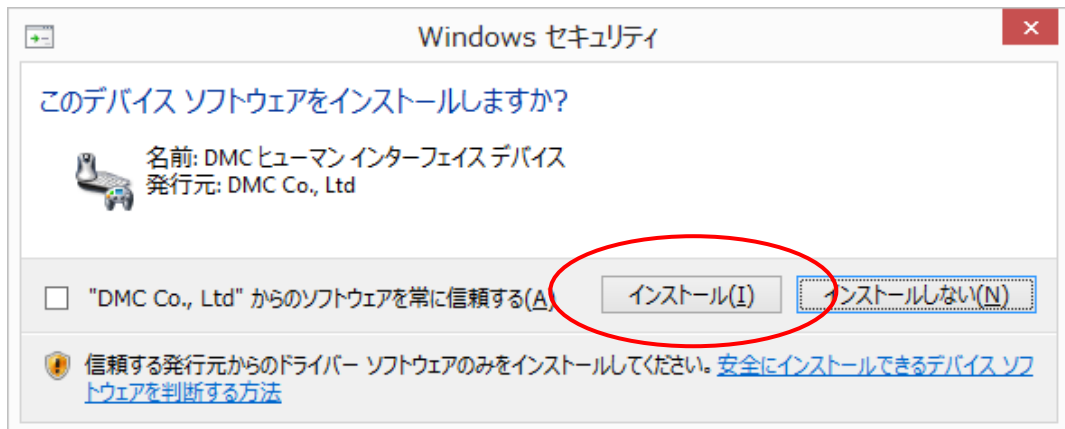 Windows セキュリティ
このデバイス ソフトウェアをインストールしますか?
名前: DMC ヒューマン インターフェイス デバイス
発行元: DMC Co., Ltd
"DMC Co., Ltd" からのソフトウェアを常に信頼する(A) インストール(I) インストールしない(N)
信頼する発行元からのドライバー ソフトウェアのみをインストールしてください。安全にインストールできるデバイス ソフ
トウェアを判断する方法